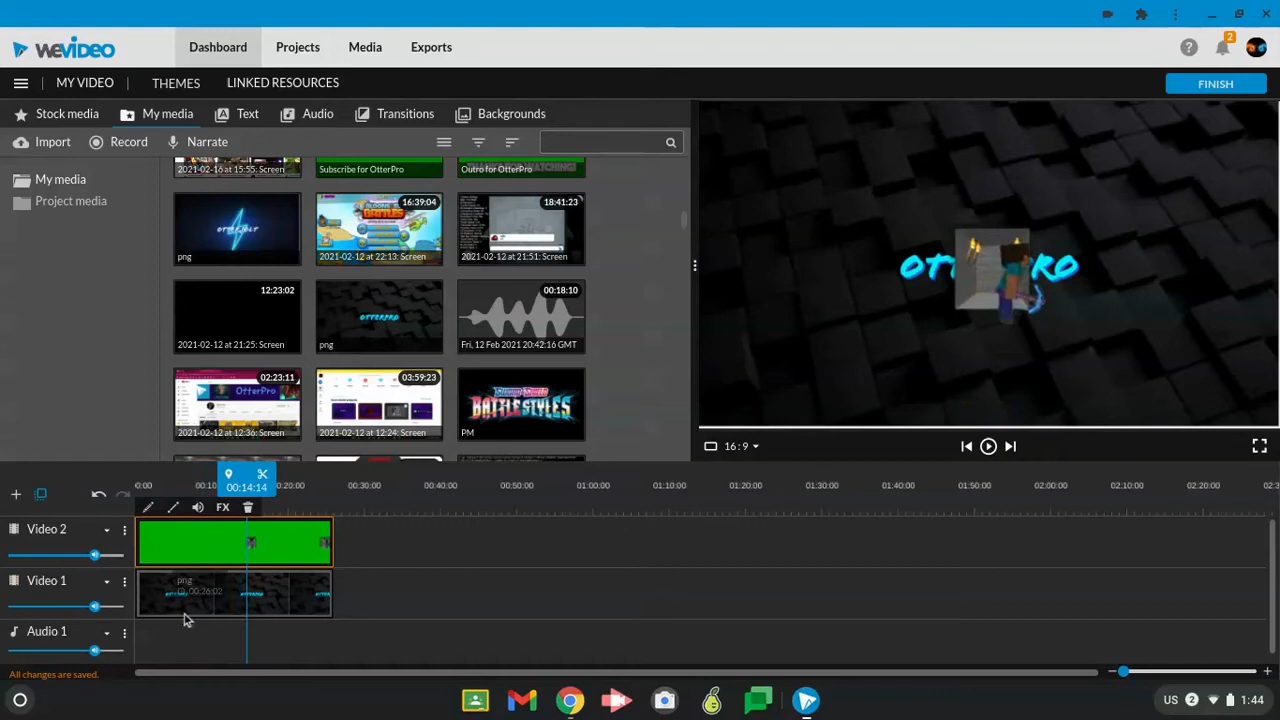 wevideo
Dashboard Projects Media Exports
2
MY VIDEO THEMES LINKED RESOURCES
FINISH
Stock media My media Text Audio Transitions Backgrounds
Import Record Narrate
My media
Project media
2021-02-16 at 15:55: Screen
Subscribe for OtterPro
Outro for OtterPro
png
16:39:04
2021-02-12 at 22:13: Screen
18:41:23
2021-02-12 at 21:51: Screen
12:23:02
2021-02-12 at 21:25: Screen
OTTERPRO
png
00:18:10
Fri, 12 Feb 2021 20:42:16 GMT
02:23:11
OtterPro
2021-02-12 at 12:36: Screen
03:59:23
2021-02-12 at 12:24: Screen
BATTLE STYLES
PM
OTT RO
16:9
00:14:14
0:00 00:10 00:20:00 00:30:00 00:40:00 00:50:00 01:00:00 01:10:00 01:20:00 01:30:00 01:40:00 01:50:00 02:00:00 02:10:00 02:20:00 02:3
FX
Video 2
Video 1
png
D: 00:26:02
Audio 1
All changes are saved.
US 2 1:44